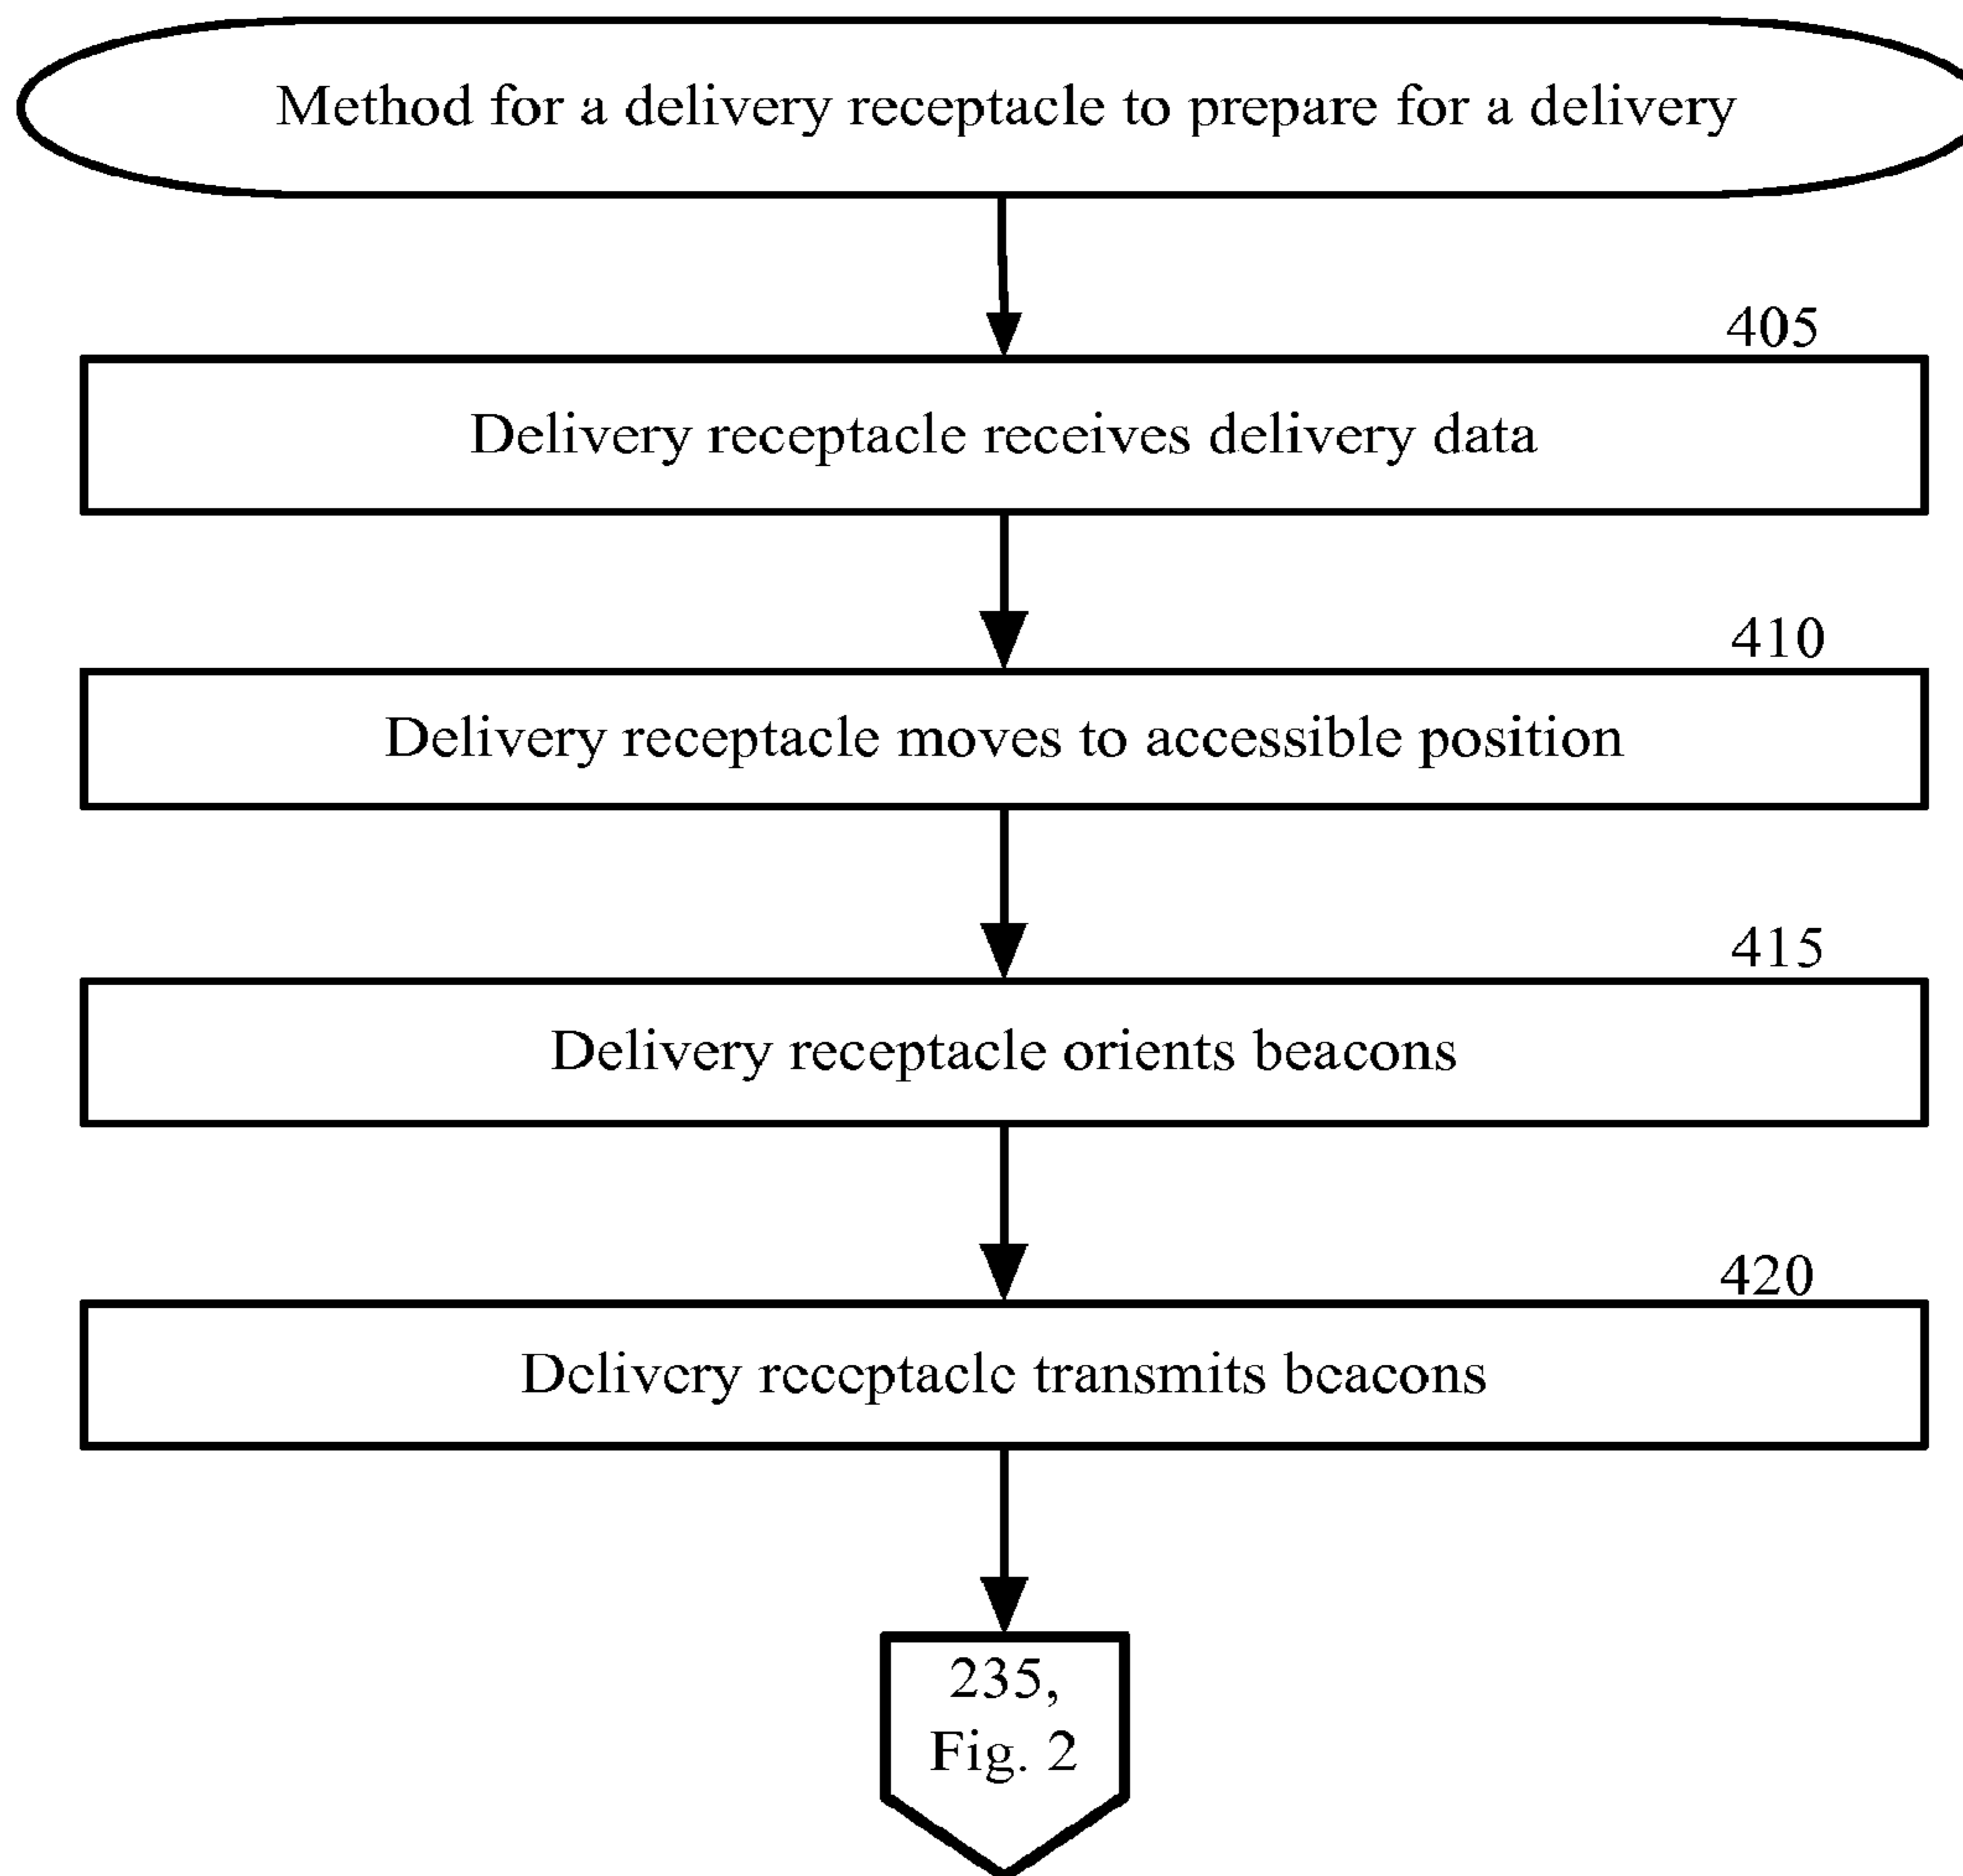 Method for a delivery receptacle to prepare for a delivery
405
Delivery receptacle receives delivery data
410
Delivery receptacle moves to accessible position
415
Delivery receptacle orients beacons
420
Delivery receptacle transmits beacons
235,
Fig. 2